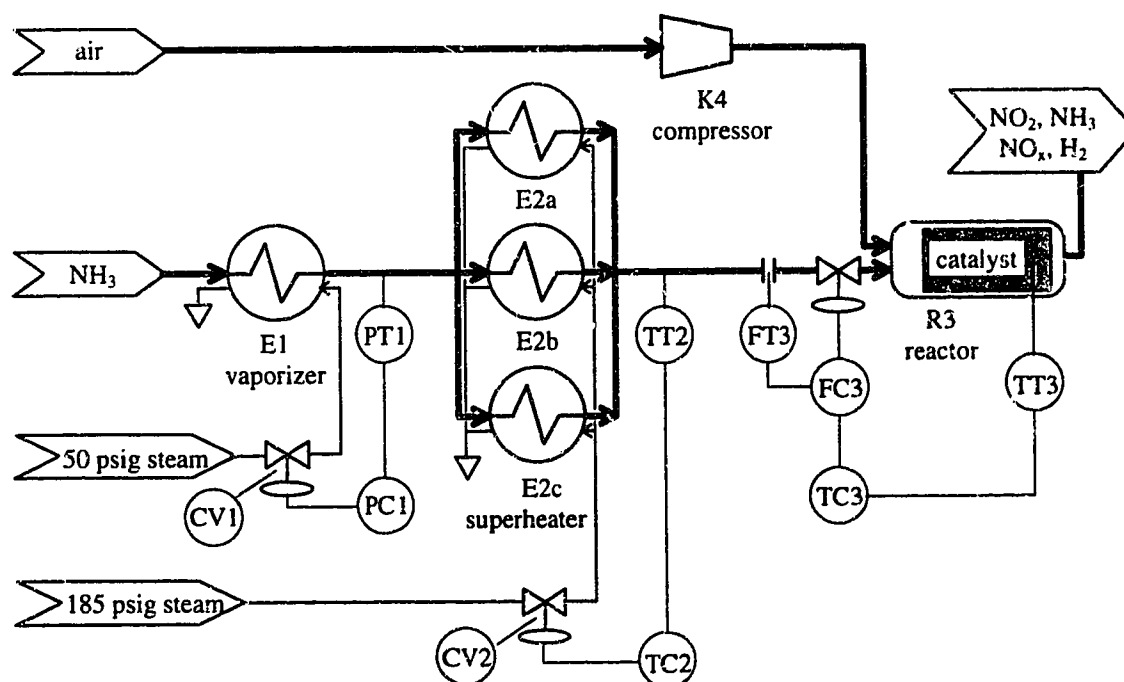 air
K4
compressor
NO₂, NH₃
NOₓ, H₂
E2a
NH₃
E1
vaporizer
PT1
E2b
TT2
FT3
catalyst
R3
reactor
FC3
TT3
50 psig steam
CV1
PC1
E2c
superheater
TC3
185 psig steam
CV2
TC2